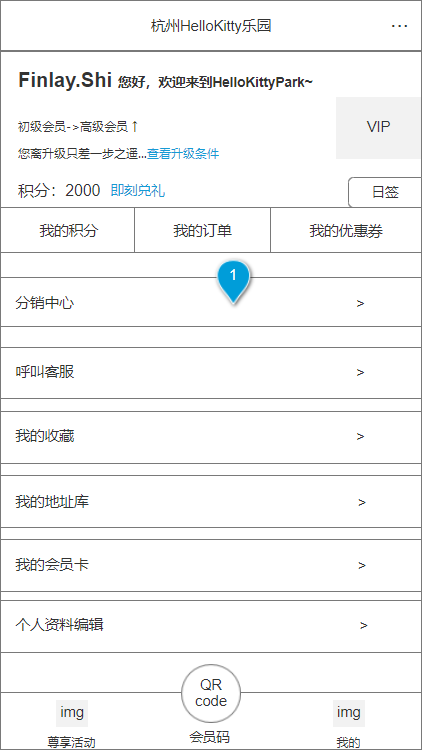 杭州HelloKitty乐园 ...
Finlay.Shi 您好，欢迎来到HelloKittyPark~
VIP
初级会员->高级会员↑
您离升级只差一步之遥...查看升级条件
积分：2000 即刻兑礼 日签
我的积分 我的订单 我的优惠券
1
分销中心 >
呼叫客服 >
我的收藏 >
我的地址库 >
我的会员卡 >
个人资料编辑 >
QR
code
img img
会员码
尊享活动 我的